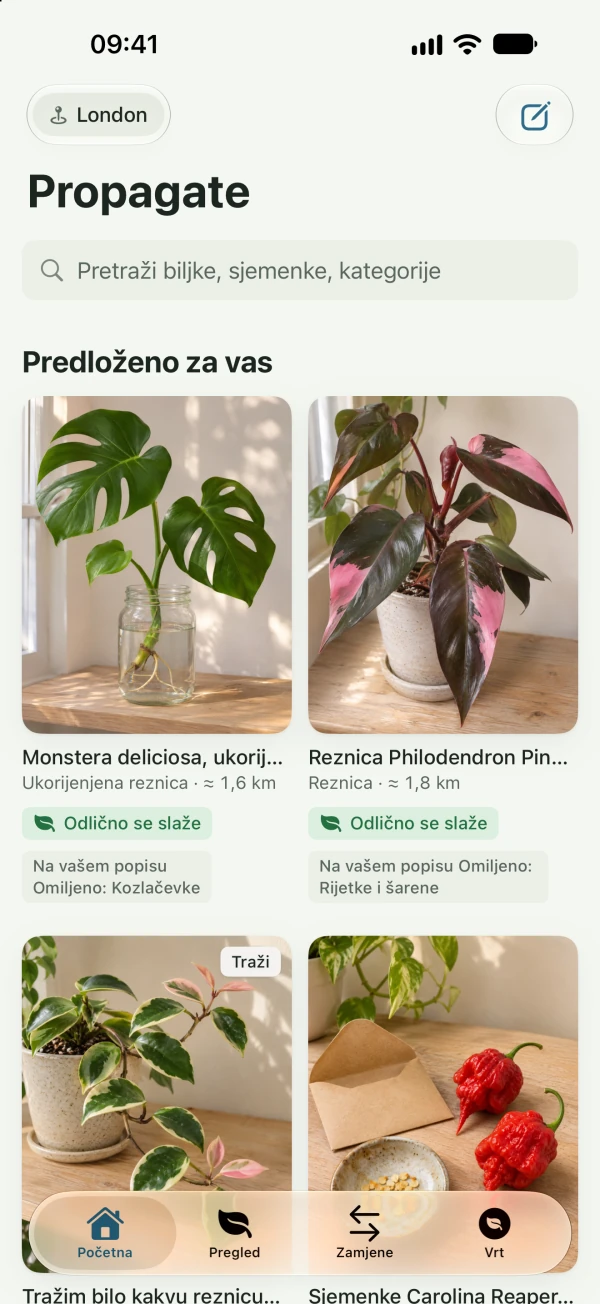 09:41
London
Propagate
Pretraži biljke, sjemenke, kategorije
Predloženo za vas
Monstera deliciosa, ukorij...
Ukorijenjena reznica · ≈ 1,6 km
Odlično se slaže
Na vašem popisu
Omiljeno: Kozlačevke
Reznica Philodendron Pin...
Reznica · ≈ 1,8 km
Odlično se slaže
Na vašem popisu Omiljeno:
Rijetke i šarene
Traži
Tražim bilo kakvu reznicu...
Sjemenke Carolina Reaper...
Početna
Pregled
Zamjene
Vrt